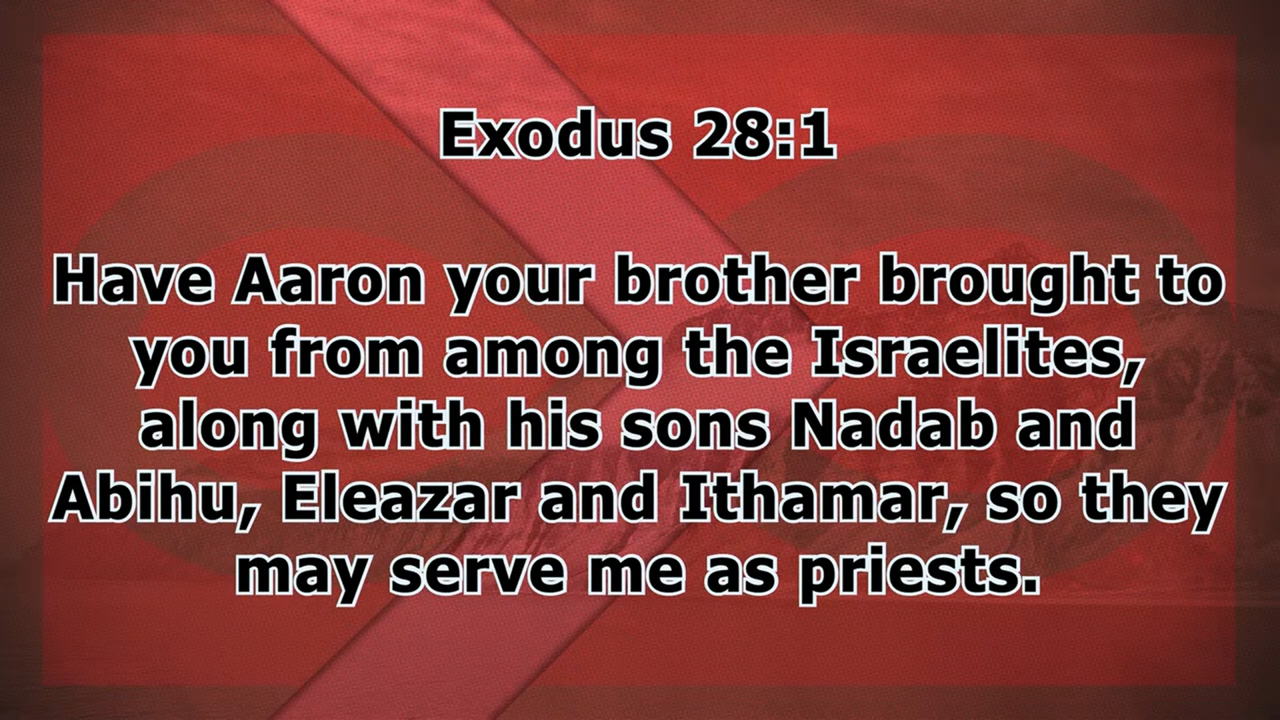 Exodus 28:1
Have Aaron your brother brought to
you from among the Israelites,
along with his sons Nadab and
Abihu, Eleazar and Ithamar, so they
may serve me as priests.